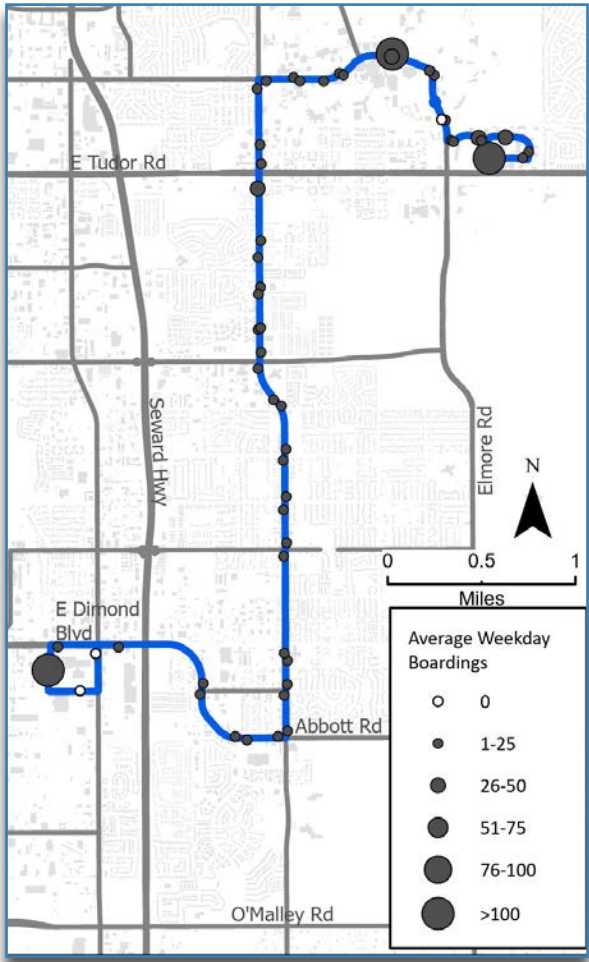 E Tudor Rd
Seward Hwy
Elmore Rd
N
0 0.5 1
Miles
E Dimond
Blvd
Abbott Rd
O'Malley Rd
Average Weekday
Boardings
0
1-25
26-50
51-75
76-100
>100